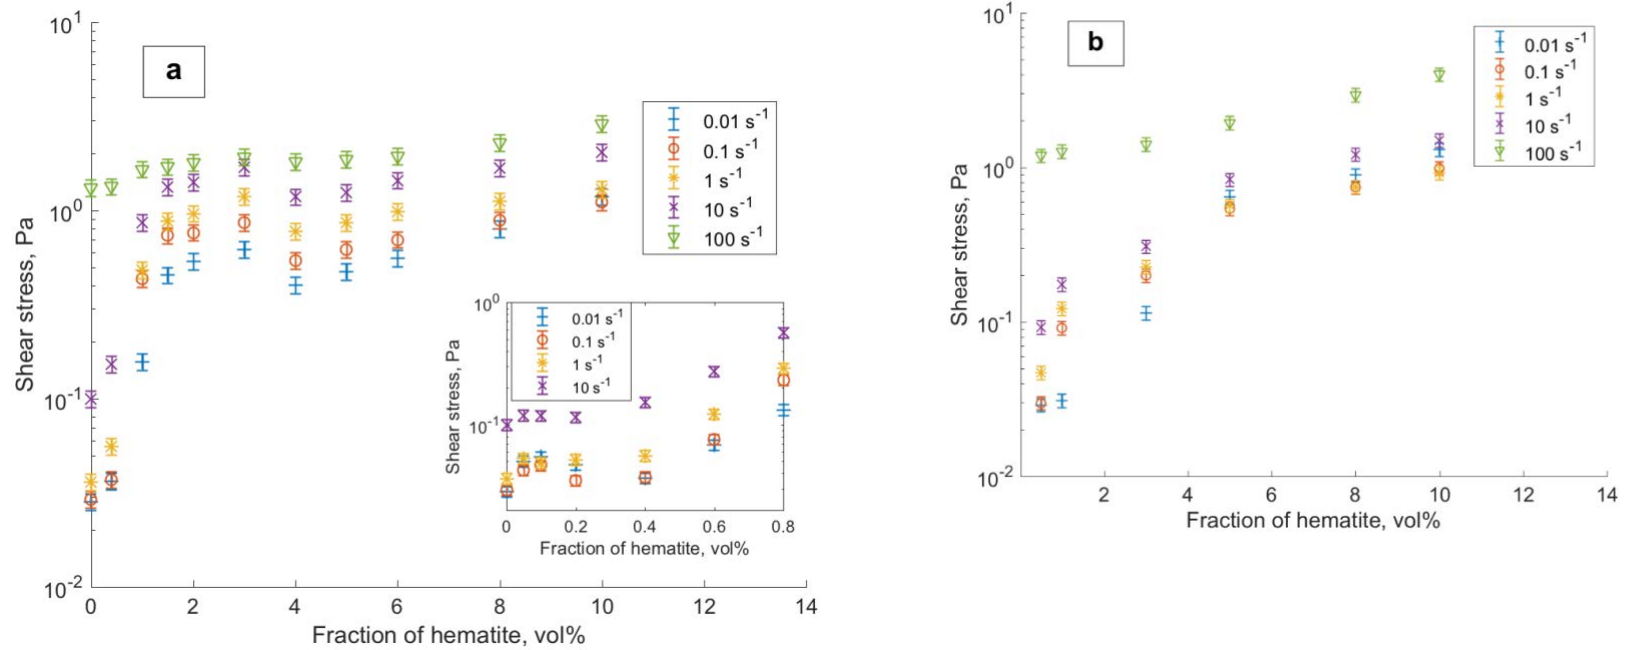 a
Shear stress, Pa
10^1
10^0
10^-1
10^-2
0 2 4 6 8 10 12 14
Fraction of hematite, vol%
0.01 s^-1
0.1 s^-1
1 s^-1
10 s^-1
100 s^-1
Shear stress, Pa
10^0
10^-1
0 0.2 0.4 0.6 0.8
Fraction of hematite, vol%
0.01 s^-1
0.1 s^-1
1 s^-1
10 s^-1
b
Shear stress, Pa
10^1
10^0
10^-1
10^-2
2 4 6 8 10 12 14
Fraction of hematite, vol%
0.01 s^-1
0.1 s^-1
1 s^-1
10 s^-1
100 s^-1